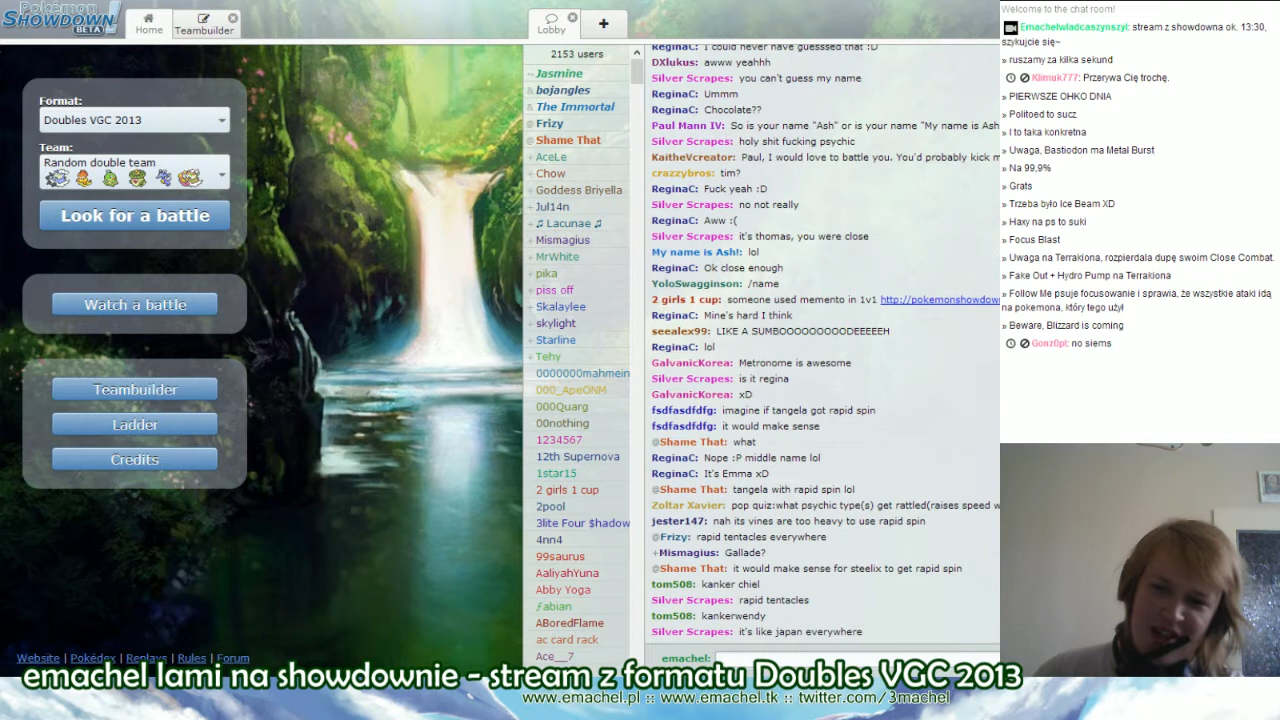 Pokémon
SHOWDOWN!
BETA
Home
Teambuilder
Lobby
+
Format:
Doubles VGC 2013
Team:
Random double team
Look for a battle
Watch a battle
Teambuilder
Ladder
Credits
Website | Pokédex | Replays | Rules | Forum
2153 users
~ Jasmine
& bojangles
& The Immortal
@ Frizy
@ Shame That
+ AceLe
+ Chow
+ Goddess Briyella
+ Jul14n
+ ♫ Lacunae ♫
+ Mismagius
+ MrWhite
+ pika
+ piss off
+ Skalaylee
+ skylight
+ Starline
+ Tehy
0000000mahmein
000_ApeONM
000Quarg
00nothing
1234567
12th Supernova
1star15
2 girls 1 cup
2pool
3lite Four $hadow
4nn4
99saurus
AaliyahYuna
Abby Yoga
ƒabian
ABoredFlame
ac card rack
Ace__7
ReginaC: I could never have guesssed that :D
DXlukus: awww yeahhh
Silver Scrapes: you can't guess my name
ReginaC: Ummm
ReginaC: Chocolate??
Paul Mann IV: So is your name "Ash" or is your name "My name is Ash
Silver Scrapes: holy shit fucking psychic
KaitheVcreator: Paul, I would love to battle you. You'd probably kick m
crazzybros: tim?
ReginaC: Fuck yeah :D
Silver Scrapes: no not really
ReginaC: Aww :(
Silver Scrapes: it's thomas, you were close
My name is Ash!: lol
ReginaC: Ok close enough
YoloSwagginson: /name
2 girls 1 cup: someone used memento in 1v1 http://pokemonshowdow
ReginaC: Mine's hard I think
seealex99: LIKE A SUMBOOOOOOOOODEEEEEH
ReginaC: lol
GalvanicKorea: Metronome is awesome
Silver Scrapes: is it regina
GalvanicKorea: xD
fsdfasdfdfg: imagine if tangela got rapid spin
fsdfasdfdfg: it would make sense
@Shame That: what
ReginaC: Nope :P middle name lol
ReginaC: It's Emma xD
@Shame That: tangela with rapid spin lol
Zoltar Xavier: pop quiz:what psychic type(s) get rattled(raises speed w
jester147: nah its vines are too heavy to use rapid spin
@Frizy: rapid tentacles everywhere
+Mismagius: Gallade?
@Shame That: it would make sense for steelix to get rapid spin
tom508: kanker chiel
Silver Scrapes: rapid tentacles
tom508: kankerwendy
Silver Scrapes: it's like japan everywhere
emachel:
Welcome to the chat room!
Emachelwladcaszynszyl: stream z showdowna ok. 13:30,
szykujcie się~
» ruszamy za kilka sekund
Klimuk777: Przerywa Cię trochę.
» PIERWSZE OHKO DNIA
» Politoed to sucz
» I to taka konkretna
» Uwaga, Bastiodon ma Metal Burst
» Na 99,9%
» Grats
» Trzeba było Ice Beam XD
» Haxy na ps to suki
» Focus Blast
» Uwaga na Terrakiona, rozpierdala dupę swoim Close Combat.
» Fake Out + Hydro Pump na Terrakiona
» Follow Me psuje focusowanie i sprawia, że wszystkie ataki idą
na pokemona, który tego użył
» Beware, Blizzard is coming
Gonz0pl: no siems
emachel lami na showdownie - stream z formatu Doubles VGC 2013
www.emachel.pl :: www.emachel.tk :: twitter.com/3machel